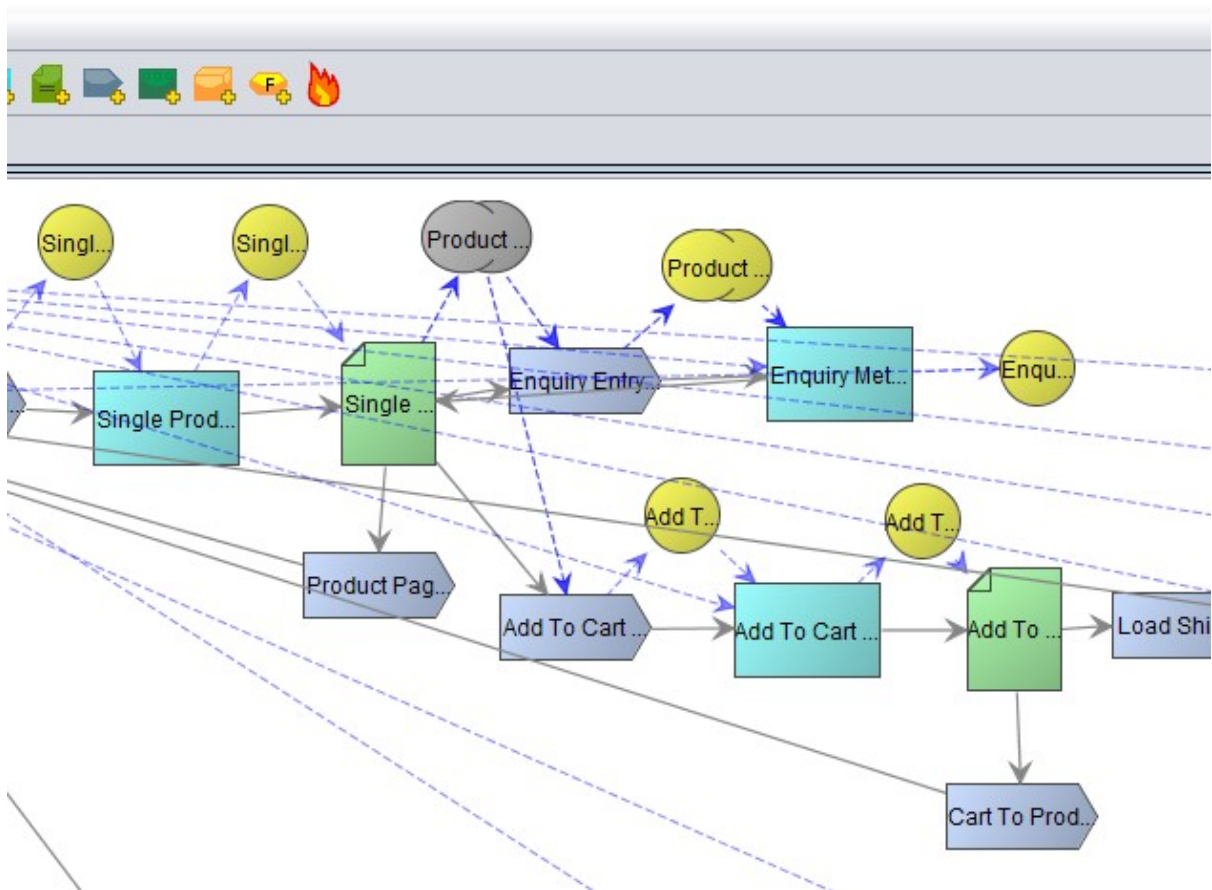 F
Singl...
Singl...
Product ...
Product ...
Enquiry Entry...
Enquiry Met...
Enqu...
Single Prod...
Single ...
Add T...
Add T...
Product Pag...
Add To Cart ...
Add To Cart ...
Add To ...
Load Shi
Cart To Prod...